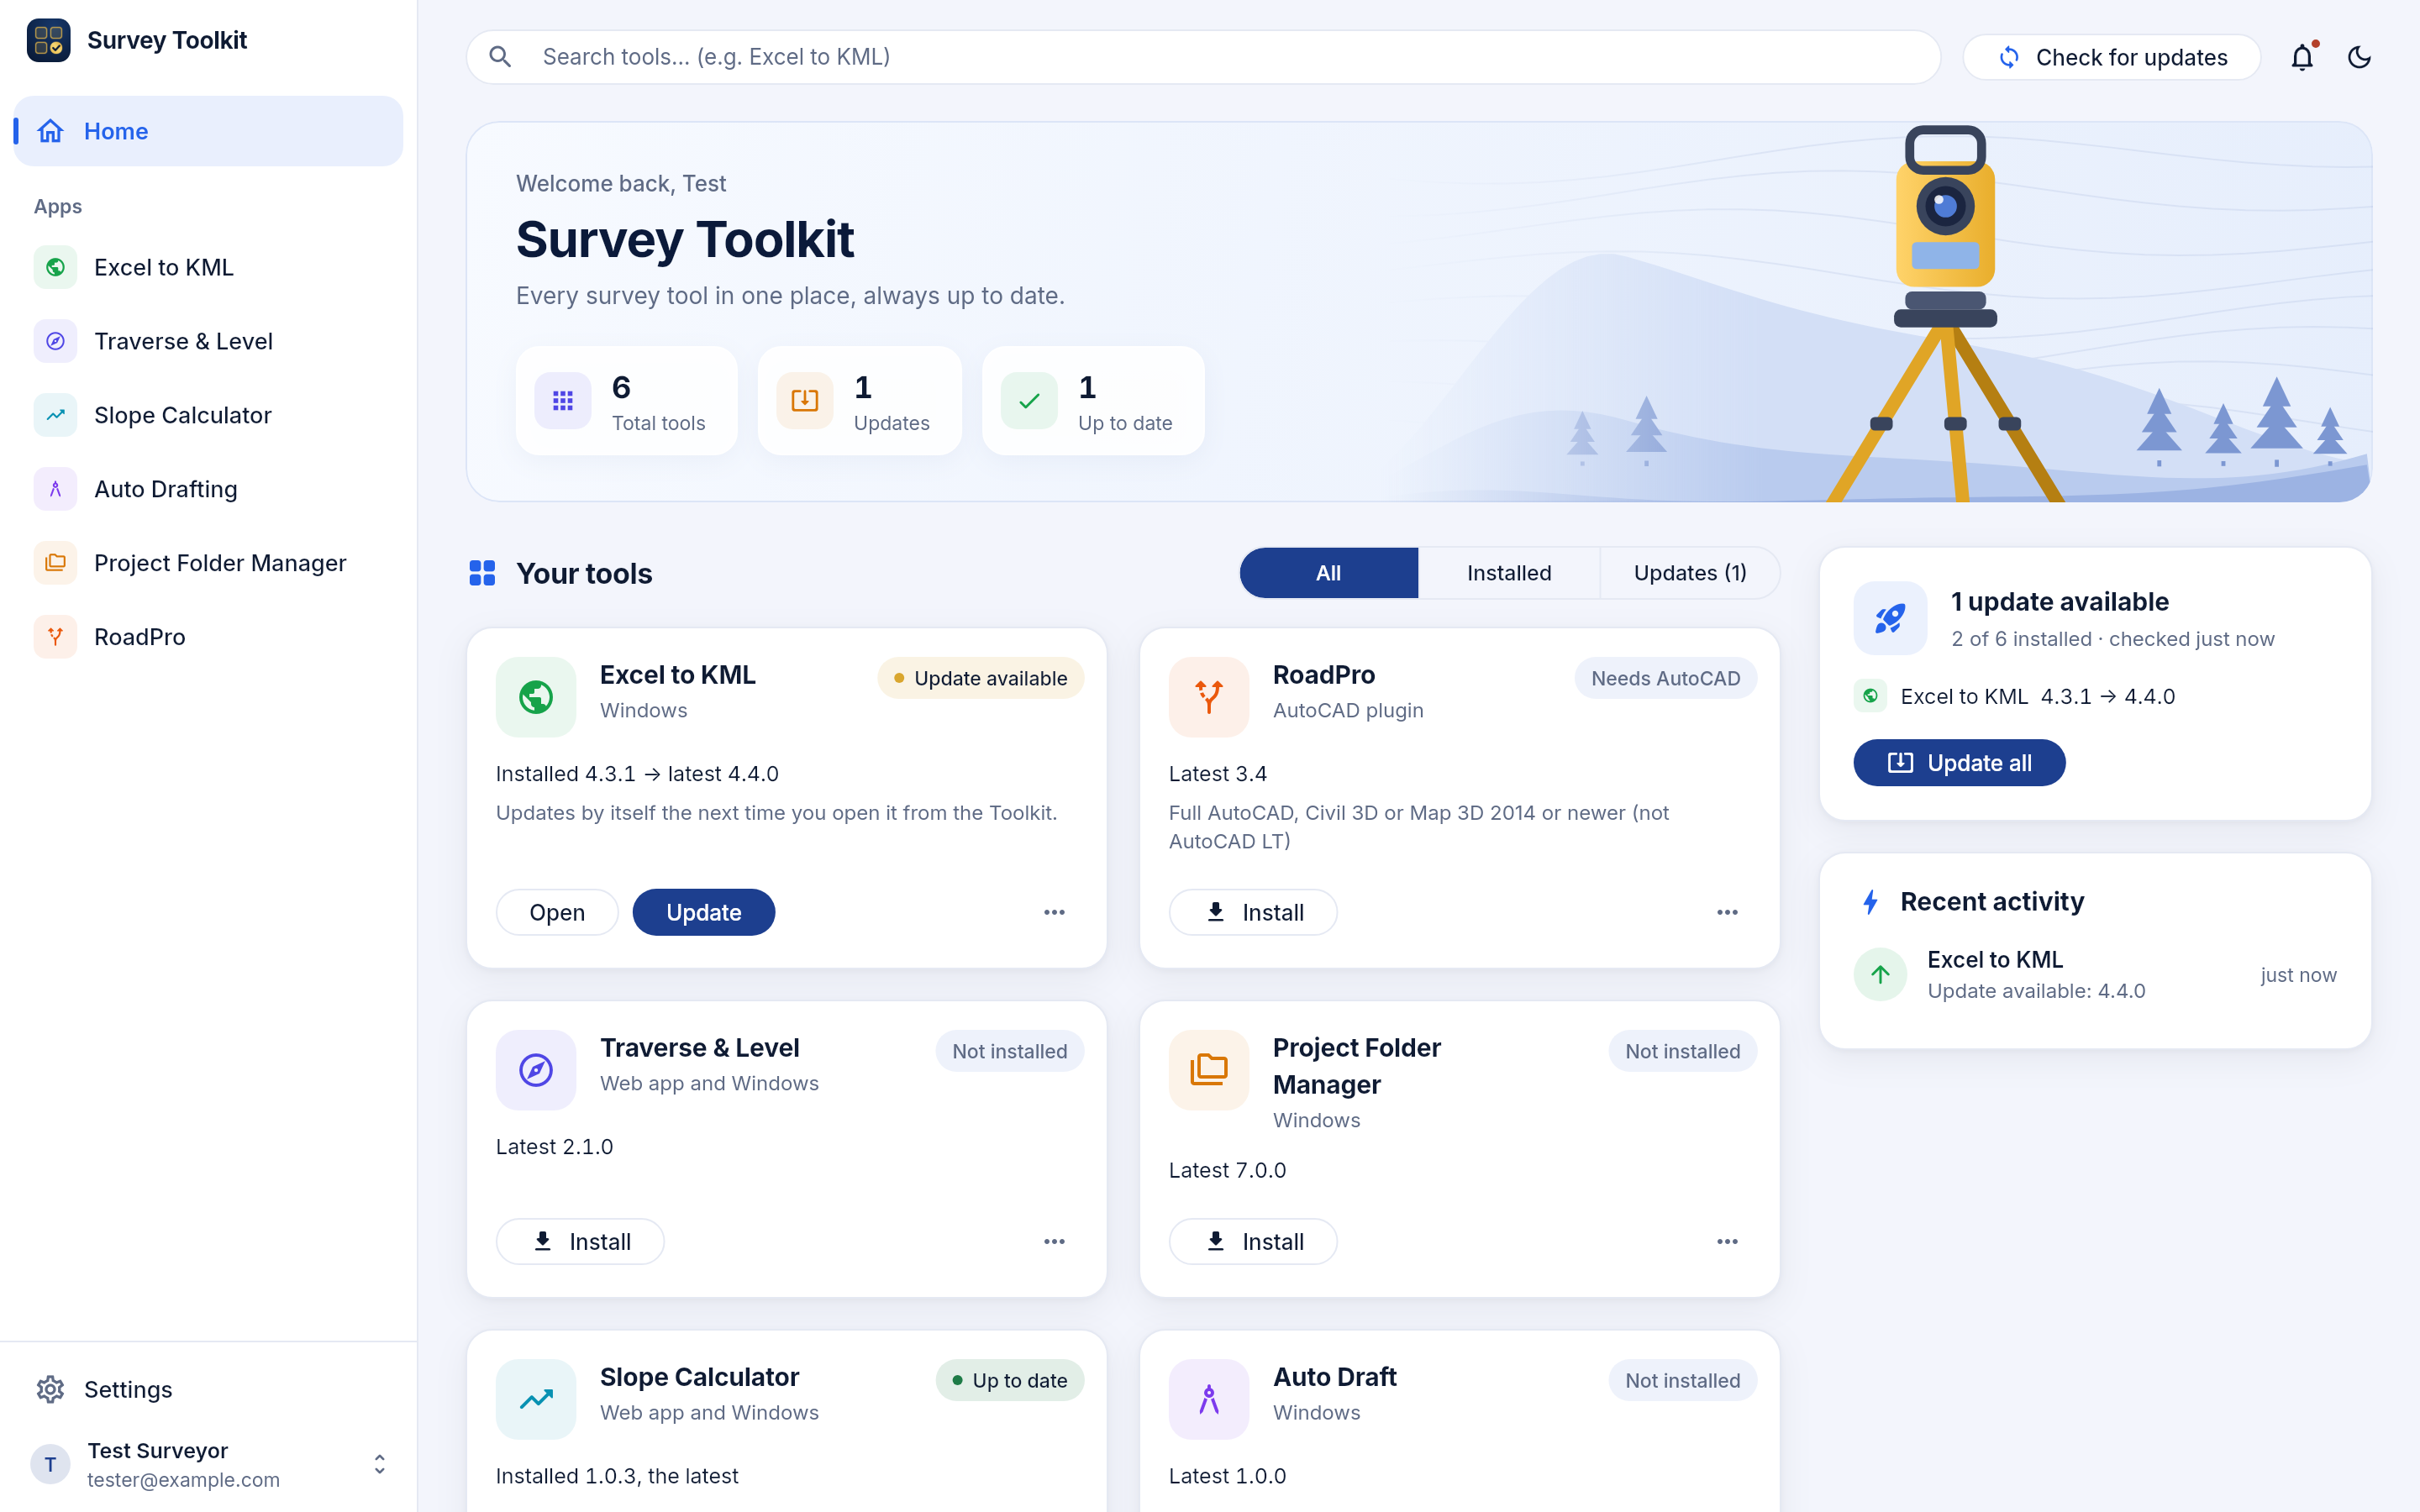 Survey Toolkit
Home
Apps
Excel to KML
Traverse & Level
Slope Calculator
Auto Drafting
Project Folder Manager
RoadPro
Settings
T
Test Surveyor
tester@example.com
Search tools... (e.g. Excel to KML)
Check for updates
Welcome back, Test
Survey Toolkit
Every survey tool in one place, always up to date.
6
Total tools
1
Updates
1
Up to date
Your tools
All
Installed
Updates (1)
Excel to KML
Windows
Update available
Installed 4.3.1 → latest 4.4.0
Updates by itself the next time you open it from the Toolkit.
Open
Update
RoadPro
AutoCAD plugin
Needs AutoCAD
Latest 3.4
Full AutoCAD, Civil 3D or Map 3D 2014 or newer (not
AutoCAD LT)
Install
Traverse & Level
Web app and Windows
Not installed
Latest 2.1.0
Install
Project Folder
Manager
Windows
Not installed
Latest 7.0.0
Install
Slope Calculator
Web app and Windows
Up to date
Installed 1.0.3, the latest
Auto Draft
Windows
Not installed
Latest 1.0.0
1 update available
2 of 6 installed · checked just now
Excel to KML 4.3.1 → 4.4.0
Update all
Recent activity
Excel to KML
Update available: 4.4.0
just now